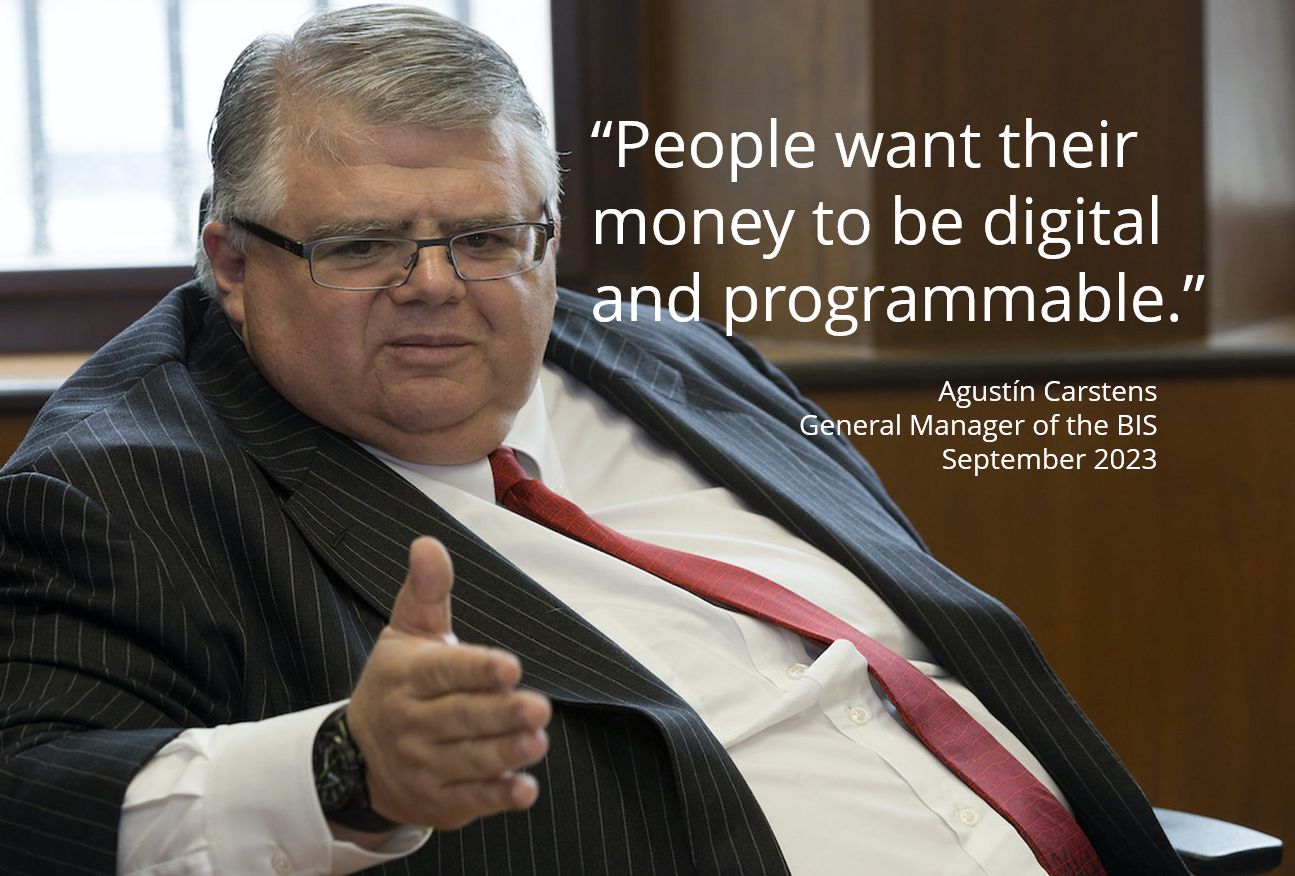 “People want their
money to be digital
and programmable.”
Agustín Carstens
General Manager of the BIS
September 2023